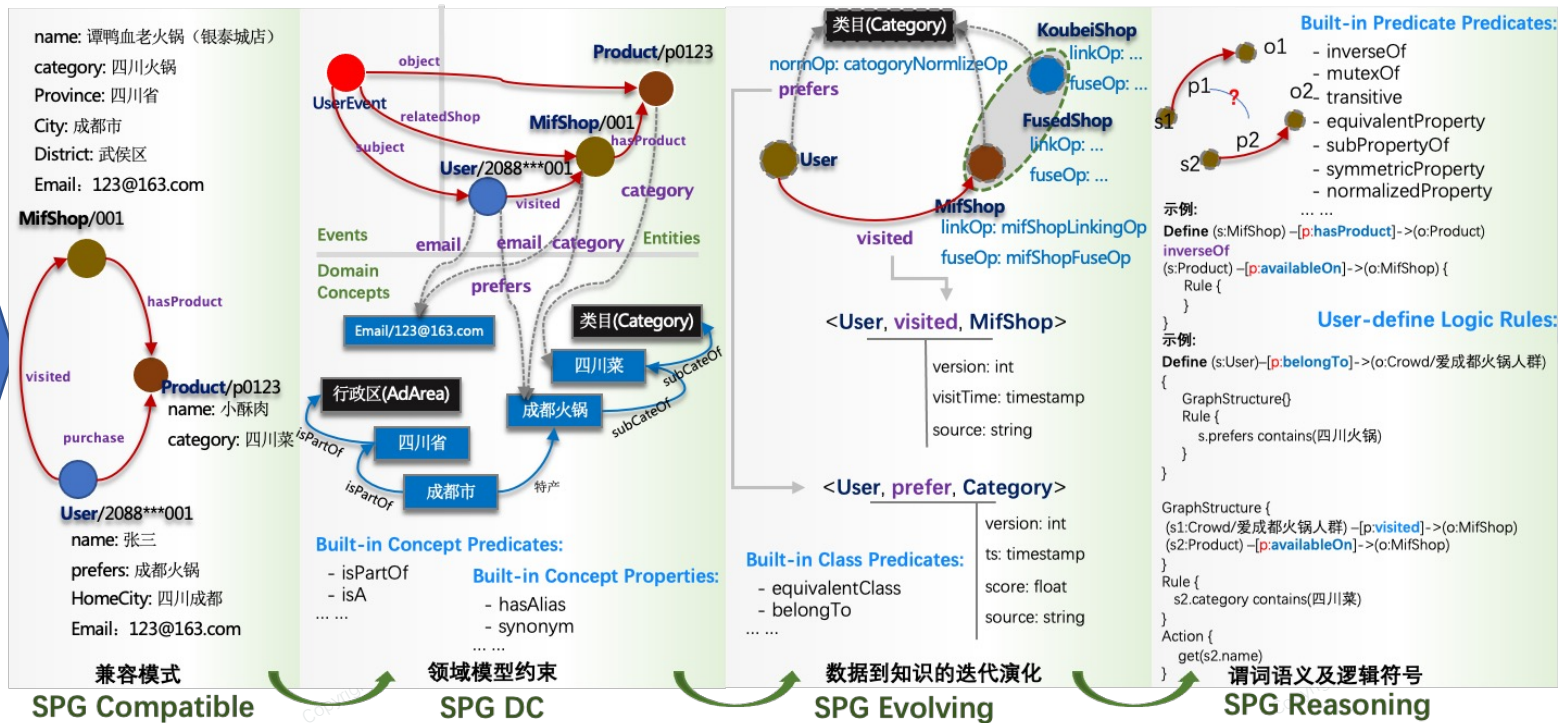 name: 谭鸭血老火锅（银泰城店）
category: 四川火锅
Province: 四川省
City: 成都市
District: 武侯区
Email：123@163.com
MifShop/001
hasProduct
visited
Product/p0123
name: 小酥肉
category: 四川菜
purchase
User/2088***001
name: 张三
prefers: 成都火锅
HomeCity: 四川成都
Email：123@163.com
兼容模式
SPG Compatible
object
Product/p0123
UserEvent
relatedShop
MifShop/001
hasProduct
subject
User/2088***001
category
visited
Events
email
email
category
Entities
Domain
Concepts
prefers
Email/123@163.com
类目(Category)
四川菜
subCateOf
行政区(AdArea)
成都火锅
subCateOf
isPartOf
四川省
isPartOf
成都市
特产
Built-in Concept Predicates:
- isPartOf
- isA
... ...
Built-in Concept Properties:
- hasAlias
- synonym
... ...
领域模型约束
SPG DC
类目(Category)
KoubeiShop
linkOp: ...
fuseOp: ...
normOp: catogoryNormlizeOp
prefers
FusedShop
linkOp: ...
fuseOp: ...
User
MifShop
linkOp: mifShopLinkingOp
fuseOp: mifShopFuseOp
visited
<User, visited, MifShop>
version: int
visitTime: timestamp
source: string
<User, prefer, Category>
version: int
ts: timestamp
score: float
source: string
Built-in Class Predicates:
- equivalentClass
- belongTo
... ...
数据到知识的迭代演化
SPG Evolving
Built-in Predicate Predicates:
- inverseOf
- mutexOf
- transitive
- equivalentProperty
- subPropertyOf
- symmetricProperty
- normalizedProperty
... ...
o1
p1
?
o2
s1
p2
s2
示例:
Define (s:MifShop) –[p:hasProduct]->(o:Product)
inverseOf
(s:Product) –[p:availableOn]->(o:MifShop) {
Rule {
}
}
User-define Logic Rules:
示例:
Define (s:User)–[p:belongTo]->(o:Crowd/爱成都火锅人群)
{
GraphStructure{}
Rule {
s.prefers contains(四川火锅)
}
}
GraphStructure {
(s1:Crowd/爱成都火锅人群) –[p:visited]->(o:MifShop)
(s2:Product) –[p:availableOn]->(o:MifShop)
}
Rule {
s2.category contains(四川菜)
}
Action {
get(s2.name)
}
谓词语义及逻辑符号
SPG Reasoning